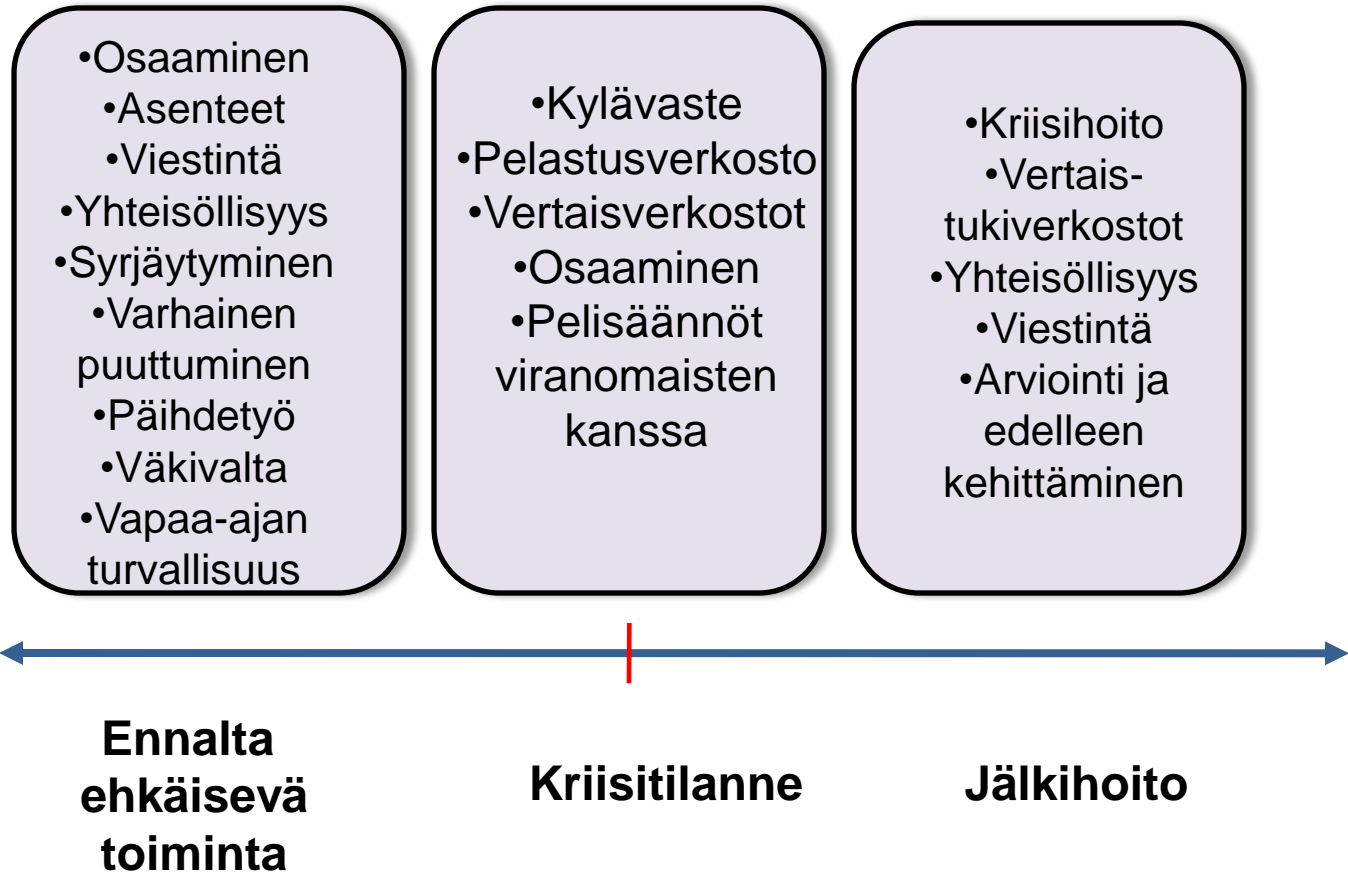 •Osaaminen
•Asenteet
•Viestintä
•Yhteisöllisyys
•Syrjäytyminen
•Varhainen
puuttuminen
•Päihdetyö
•Väkivalta
•Vapaa-ajan
turvallisuus
•Kylävaste
•Pelastusverkosto
•Vertaisverkostot
•Osaaminen
•Pelisäännöt
viranomaisten
kanssa
•Kriisihoito
•Vertais-
tukiverkostot
•Yhteisöllisyys
•Viestintä
•Arviointi ja
edelleen
kehittäminen
Ennalta
ehkäisevä
toiminta
Kriisitilanne
Jälkihoito